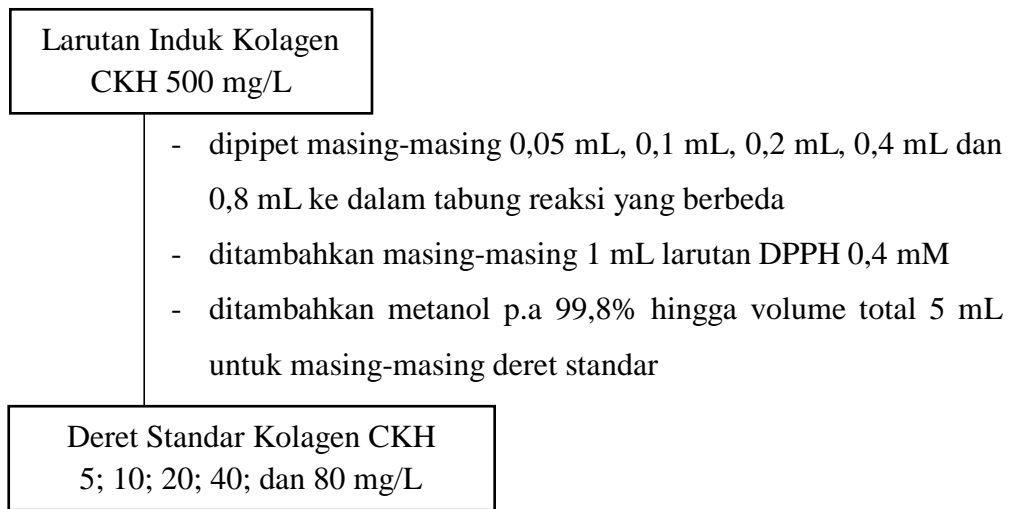 Larutan Induk Kolagen
CKH 500 mg/L
- dipipet masing-masing 0,05 mL, 0,1 mL, 0,2 mL, 0,4 mL dan
0,8 mL ke dalam tabung reaksi yang berbeda
- ditambahkan masing-masing 1 mL larutan DPPH 0,4 mM
- ditambahkan metanol p.a 99,8% hingga volume total 5 mL
untuk masing-masing deret standar
Deret Standar Kolagen CKH
5; 10; 20; 40; dan 80 mg/L